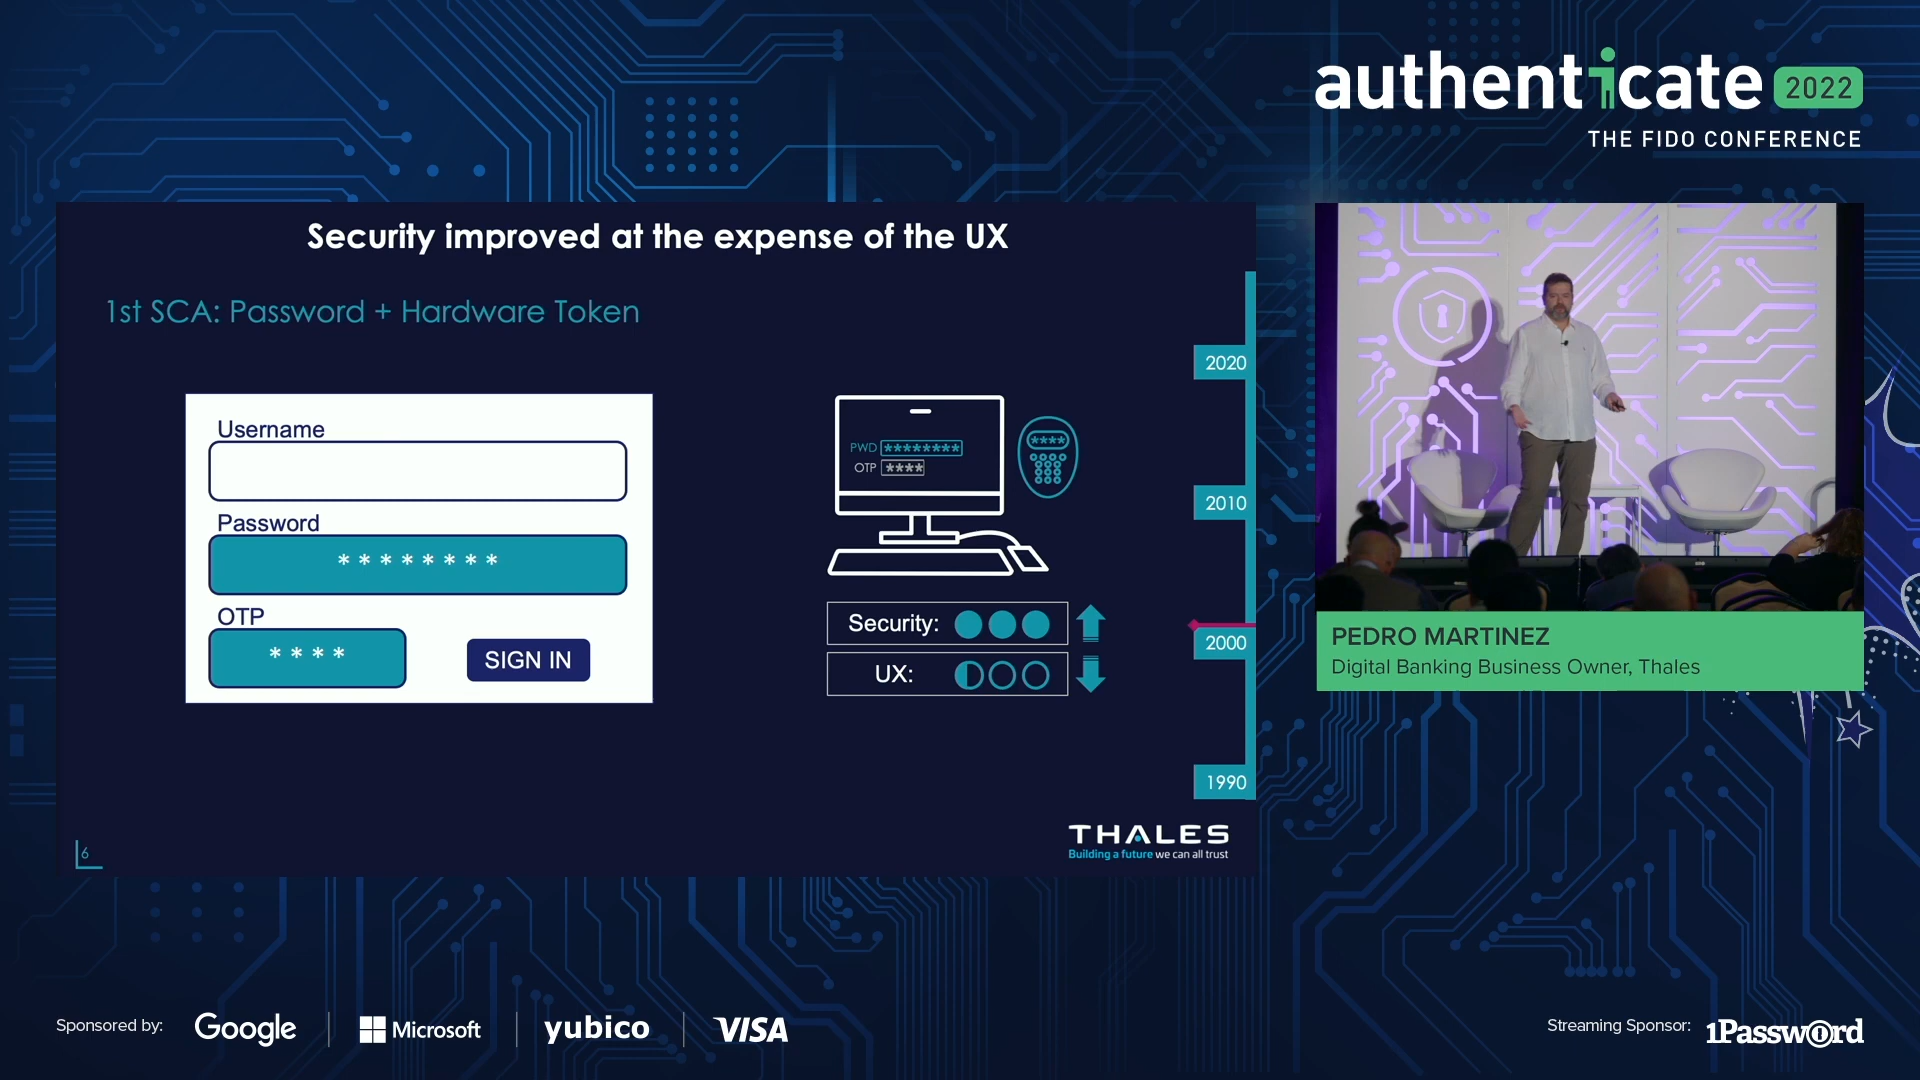 authenticate 2022
THE FIDO CONFERENCE
Security improved at the expense of the UX
1st SCA: Password + Hardware Token
Username
Password
********
OTP
****
SIGN IN
PWD ********
OTP ****
****
Security:
UX:
2020
2010
2000
1990
THALES
Building a future we can all trust
6
PEDRO MARTINEZ
Digital Banking Business Owner, Thales
Sponsored by: Google | Microsoft | yubico | VISA
Streaming Sponsor: 1Password